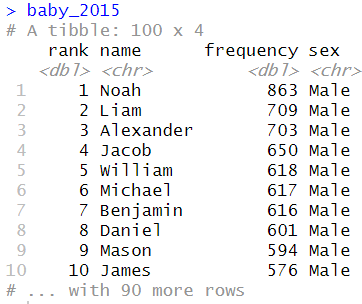 > baby_2015
# A tibble: 100 x 4
rank name frequency sex
<dbl> <chr> <dbl> <chr>
1 1 Noah 863 Male
2 2 Liam 709 Male
3 3 Alexander 703 Male
4 4 Jacob 650 Male
5 5 William 618 Male
6 6 Michael 617 Male
7 7 Benjamin 616 Male
8 8 Daniel 601 Male
9 9 Mason 594 Male
10 10 James 576 Male
# ... with 90 more rows